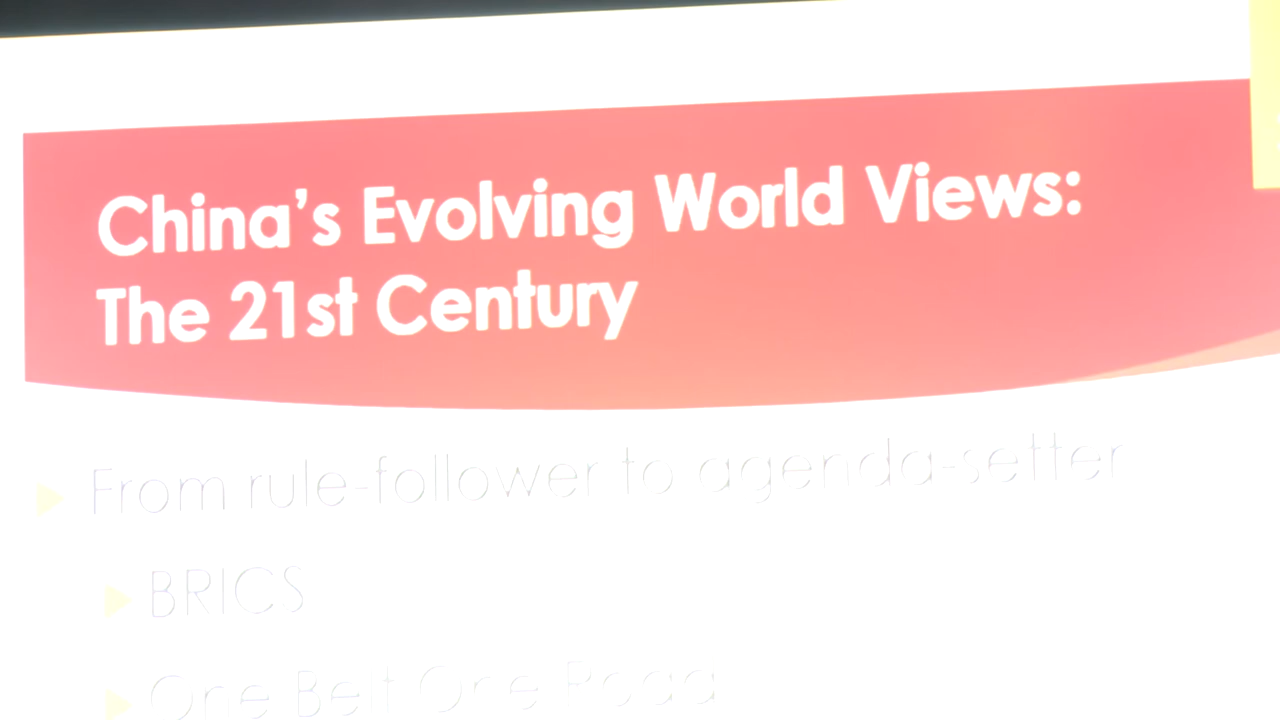 China’s Evolving World Views:
The 21st Century
From rule-follower to agenda-setter
BRICS
One Belt One Road